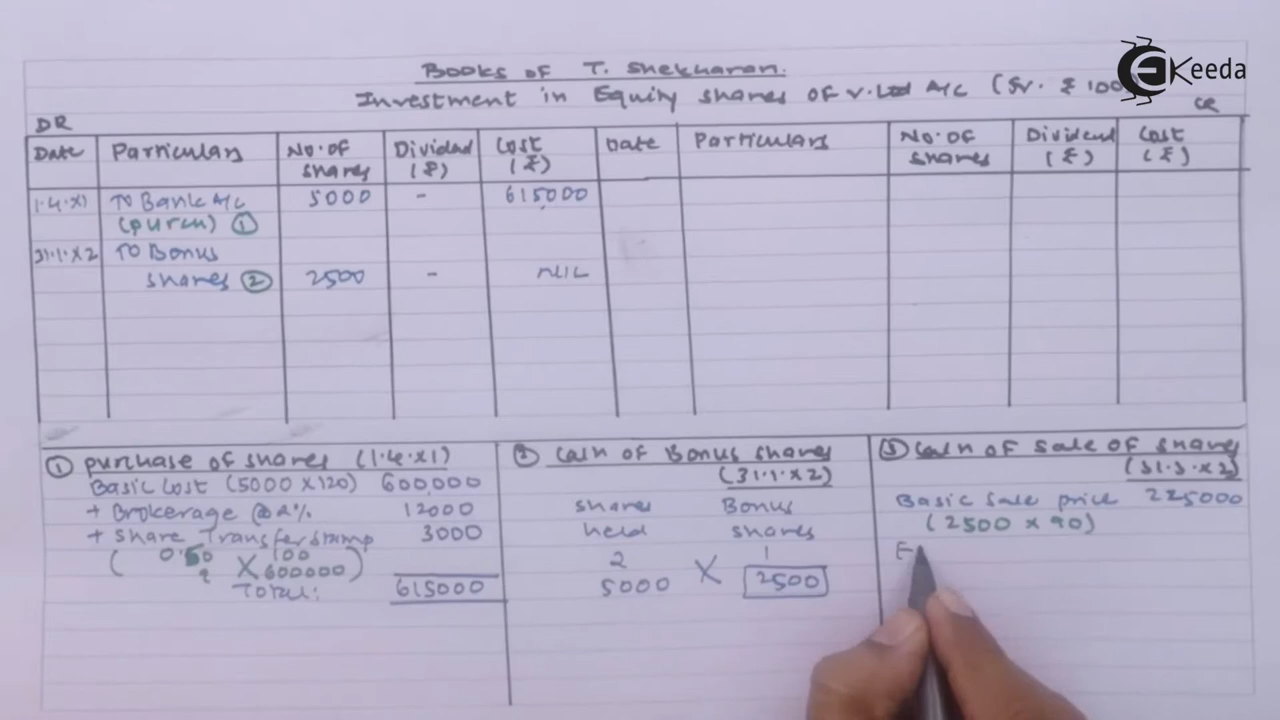 Books of T. Shekharan.
Investment in Equity shares of V. Ltd A/c (Fv. ₹ 100
eKeeda
DR
CR
Date Particulars No. of shares Dividend (₹) Cost (₹) Date Particulars No. of shares Dividend (₹) Cost (₹)
1.4.X1 To Bank A/c 5000 - 615000
(purch) ①
31.1.X2 To Bonus
shares ② 2500 - NIL
① purchase of shares (1.4.X1)
Basic Cost (5000 X 120) 600,000
+ Brokerage @ 2% 12000
+ Share Transfer stamp 3000
( 0.50 100 X 600000)
Total: 615000
② Caln of Bonus shares
(31.1.X2)
shares Bonus
held shares
2 1
5000 X 2500
③ Caln of Sale of shares
(31.3.X2)
Basic sale price 225000
(2500 X 90)